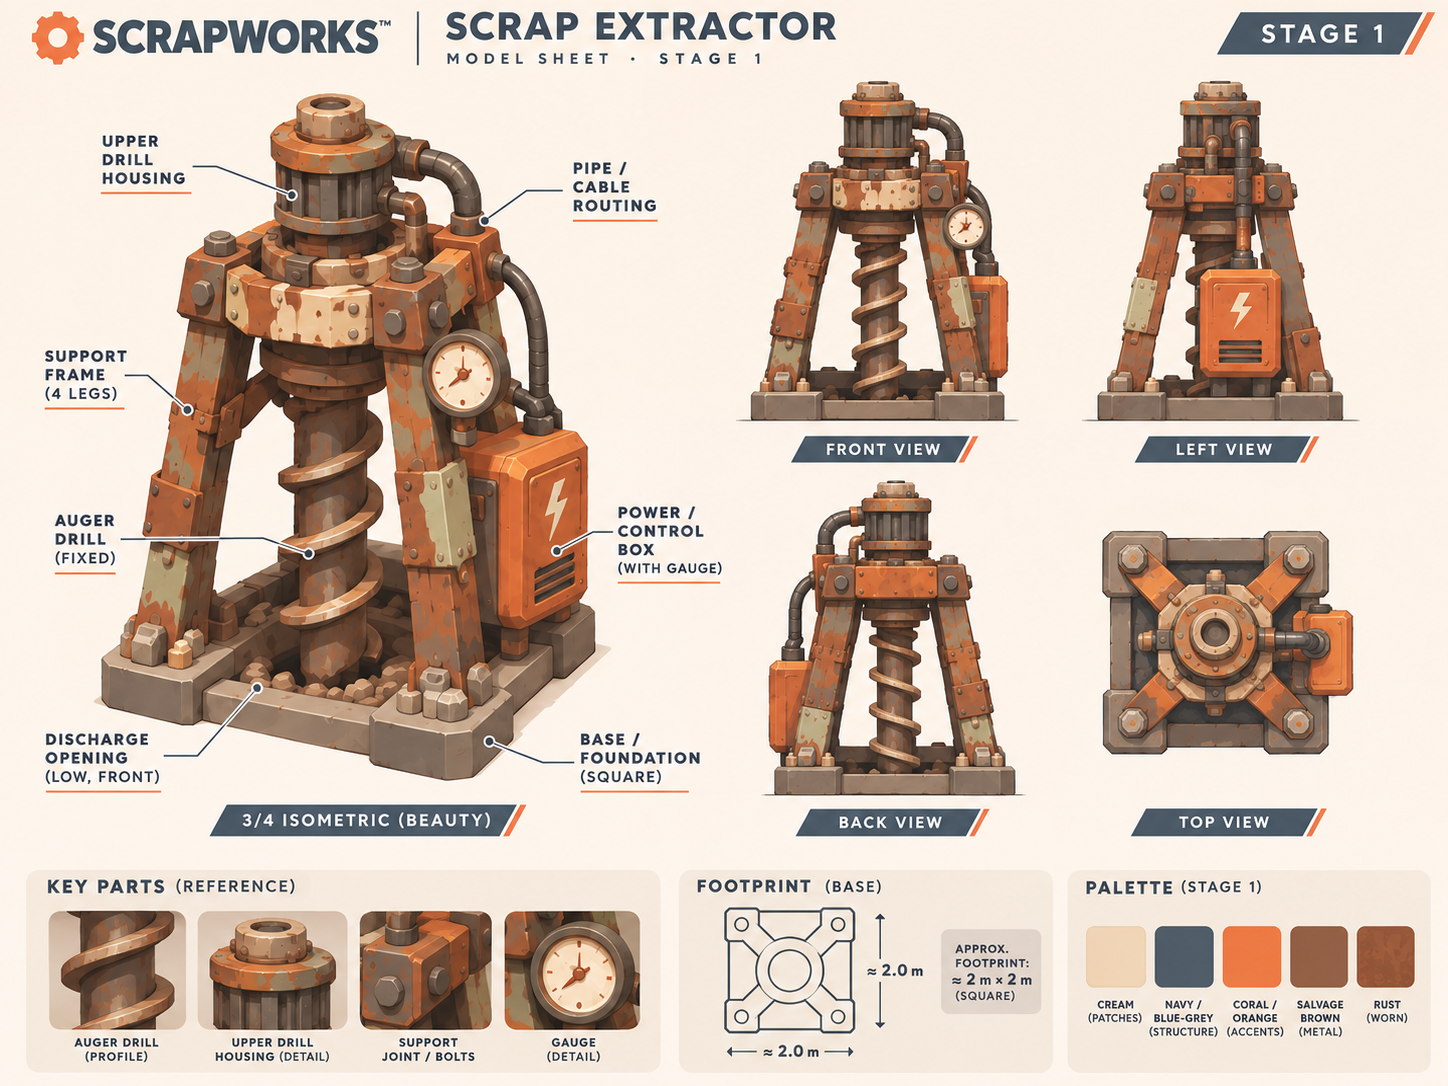 SCRAPWORKS™
SCRAP EXTRACTOR
MODEL SHEET · STAGE 1
STAGE 1
UPPER
DRILL
HOUSING
PIPE /
CABLE
ROUTING
SUPPORT
FRAME
(4 LEGS)
AUGER
DRILL
(FIXED)
POWER /
CONTROL
BOX
(WITH GAUGE)
DISCHARGE
OPENING
(LOW, FRONT)
BASE /
FOUNDATION
(SQUARE)
3/4 ISOMETRIC (BEAUTY)
FRONT VIEW
LEFT VIEW
BACK VIEW
TOP VIEW
KEY PARTS (REFERENCE)
AUGER DRILL
(PROFILE)
UPPER DRILL
HOUSING (DETAIL)
SUPPORT
JOINT / BOLTS
GAUGE
(DETAIL)
FOOTPRINT (BASE)
≈ 2.0 m
≈ 2.0 m
APPROX.
FOOTPRINT:
≈ 2 m × 2 m
(SQUARE)
PALETTE (STAGE 1)
CREAM
(PATCHES)
NAVY /
BLUE-GREY
(STRUCTURE)
CORAL /
ORANGE
(ACCENTS)
SALVAGE
BROWN
(METAL)
RUST
(WORN)